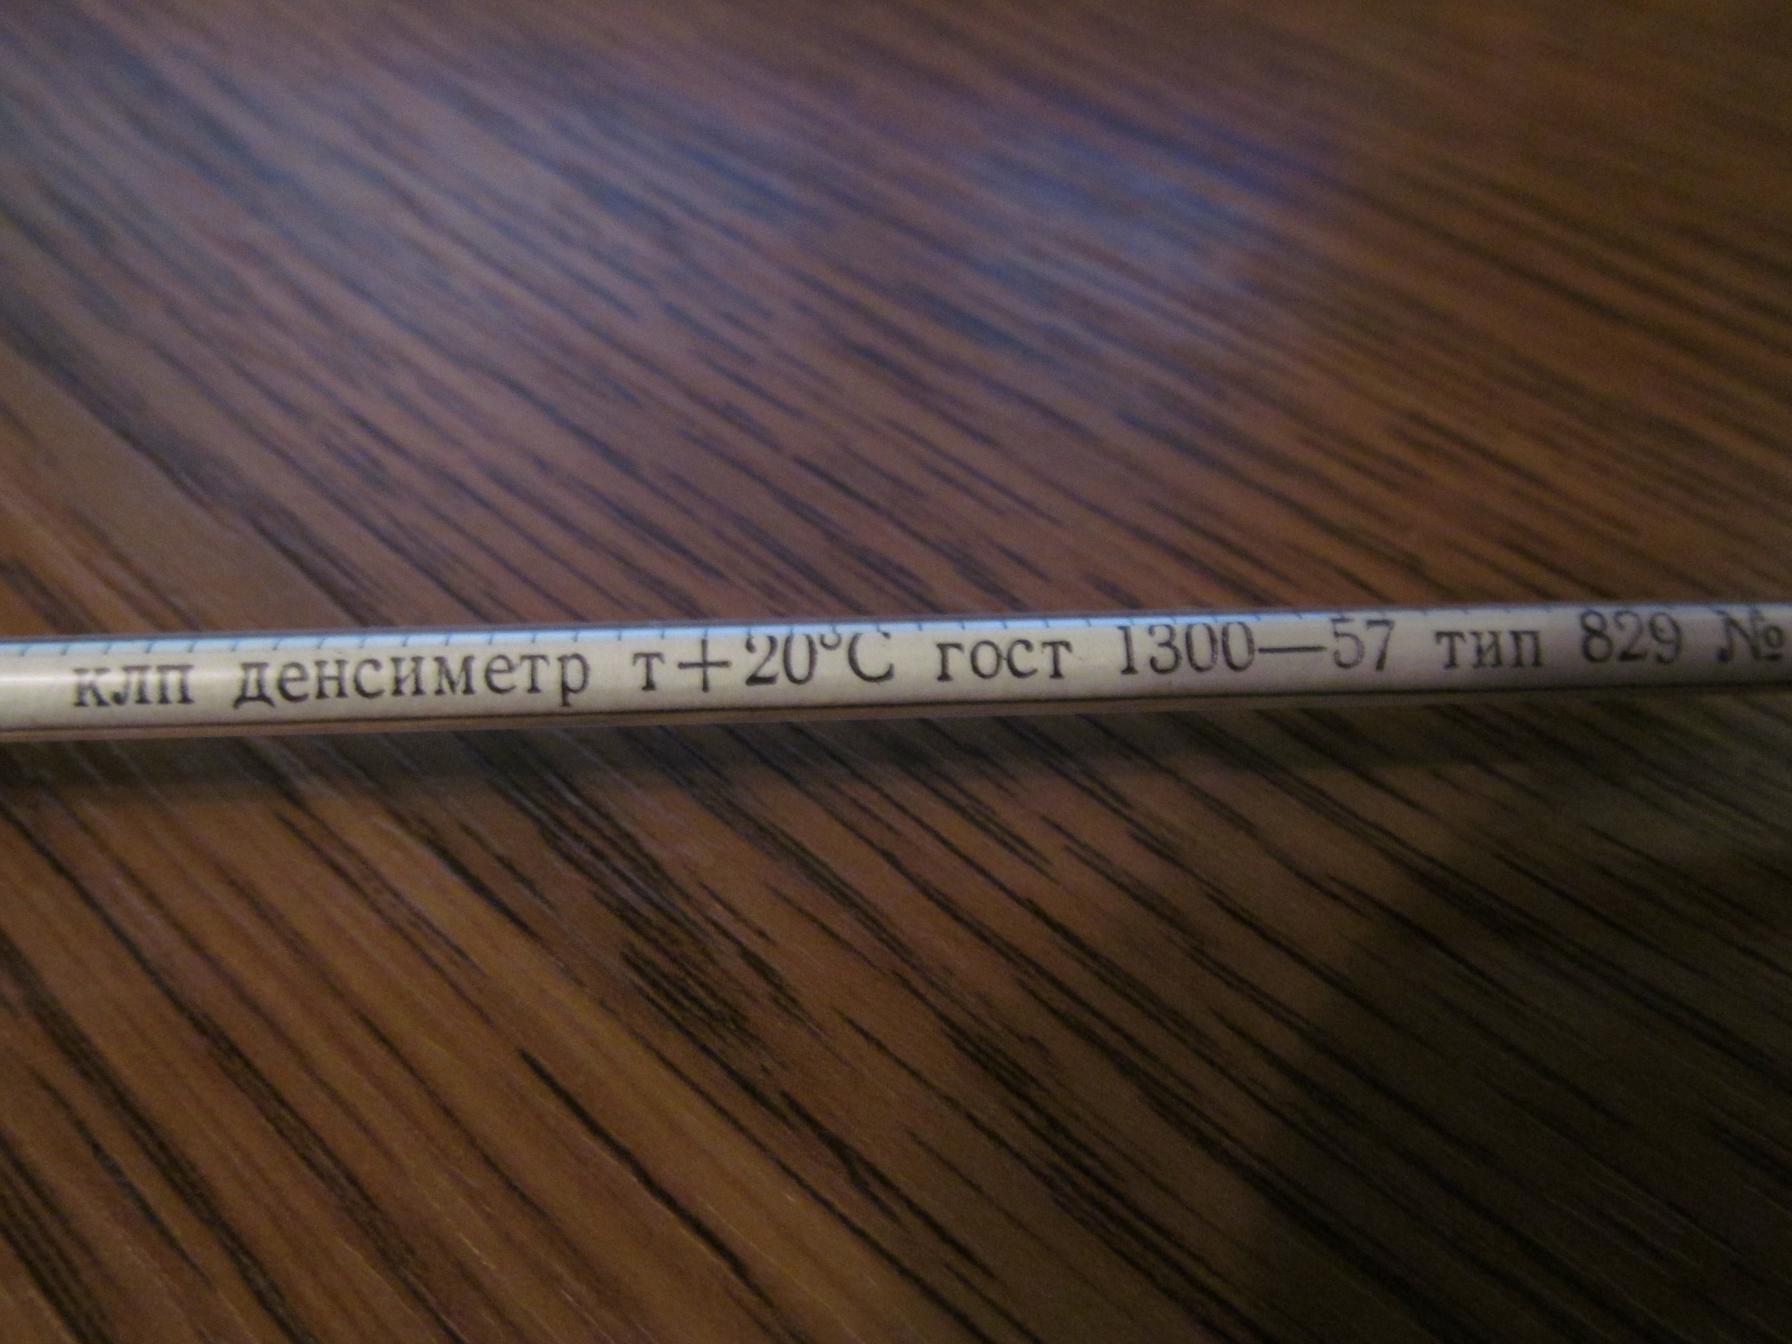 клп денсиметр т+20°С гост 1300—57 тип 829 №